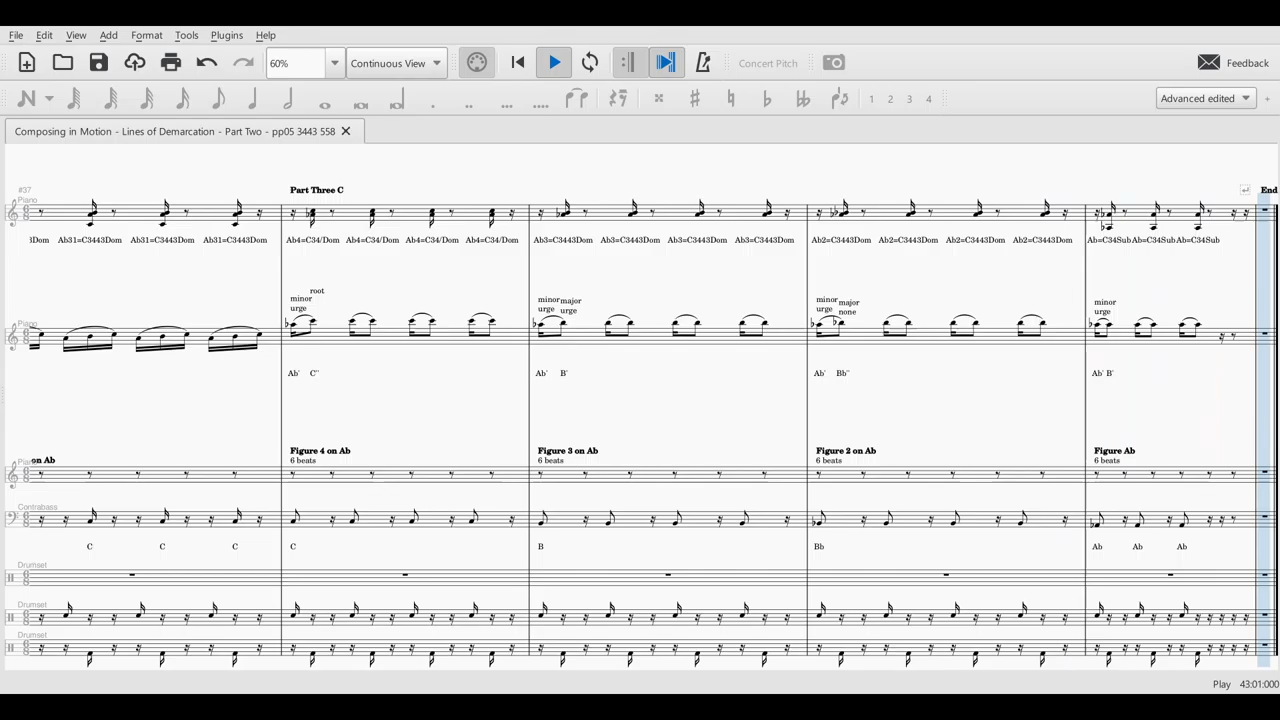 File Edit View Add Format Tools Plugins Help
60% Continuous View Concert Pitch Feedback
1 2 3 4 Advanced edited
Composing in Motion - Lines of Demarcation - Part Two - pp05 3443 558
#37 Part Three C End
Piano
3Dom Ab31=C3443Dom Ab31=C3443Dom Ab31=C3443Dom Ab4=C34/Dom Ab4=C34/Dom Ab4=C34/Dom Ab4=C34/Dom Ab3=C3443Dom Ab3=C3443Dom Ab3=C3443Dom Ab3=C3443Dom Ab2=C3443Dom Ab2=C3443Dom Ab2=C3443Dom Ab2=C3443Dom Ab=C34Sub Ab=C34Sub Ab=C34Sub
root
minor minor major minor major minor
urge urge urge urge none urge
Piano
Ab' C" Ab' B' Ab' Bb" Ab' B'
on Ab Figure 4 on Ab Figure 3 on Ab Figure 2 on Ab Figure Ab
Piano 6 beats 6 beats 6 beats 6 beats
Contrabass
C C C C B Bb Ab Ab Ab
Drumset
Drumset
Drumset
Play 43:01:000